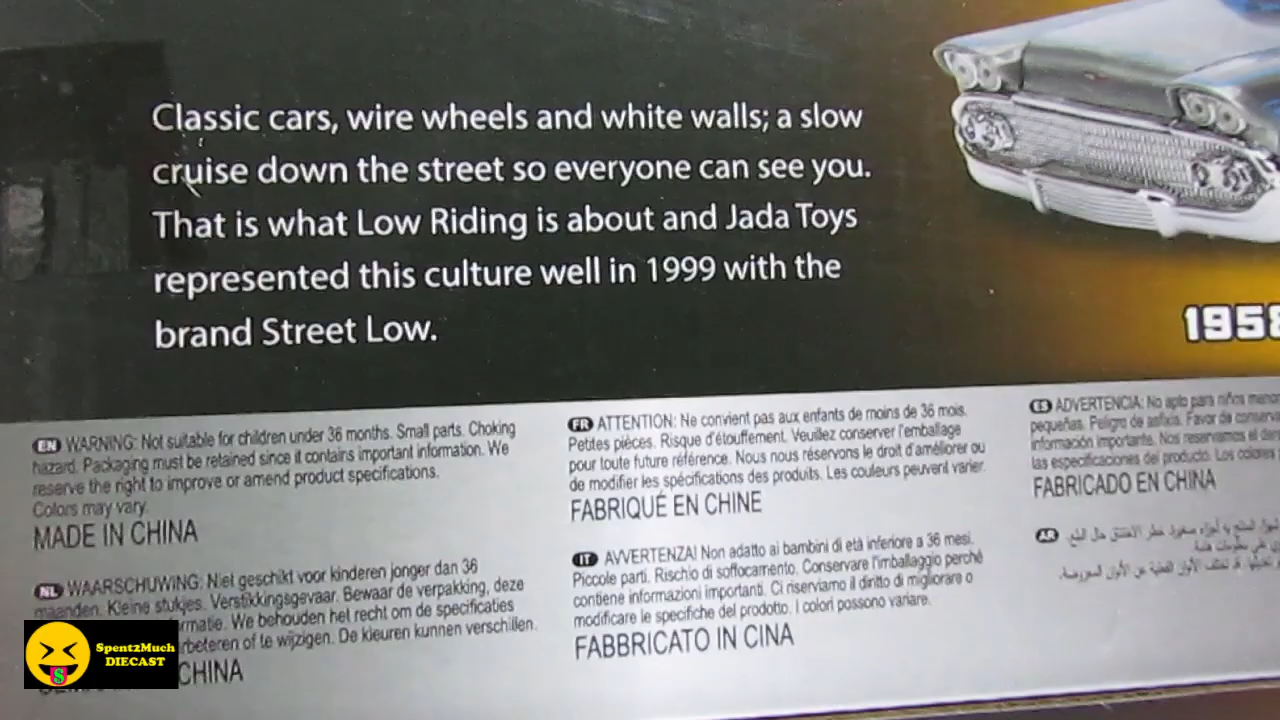 Classic cars, wire wheels and white walls; a slow
cruise down the street so everyone can see you.
That is what Low Riding is about and Jada Toys
represented this culture well in 1999 with the
brand Street Low.
1958
EN WARNING: Not suitable for children under 36 months. Small parts. Choking
hazard. Packaging must be retained since it contains important information. We
reserve the right to improve or amend product specifications.
Colors may vary.
MADE IN CHINA
FR ATTENTION: Ne convient pas aux enfants de moins de 36 mois.
Petites pièces. Risque d'étouffement. Veuillez conserver l'emballage
pour toute future référence. Nous nous réservons le droit d'améliorer ou
de modifier les spécifications des produits. Les couleurs peuvent varier.
FABRIQUÉ EN CHINE
ES ADVERTENCIA: No apto para niños
pequeñas. Peligro de asfixia. Favor de
información importante. Nos reservamos el
las especificaciones del producto. Los
FABRICADO EN CHINA
NL WAARSCHUWING: Niet geschikt voor kinderen jonger dan 36
maanden. Kleine stukjes. Verstikkingsgevaar. Bewaar de verpakking, deze
We behouden het recht om de specificaties
of te wijzigen. De kleuren kunnen verschillen.
CHINA
IT AVVERTENZA! Non adatto ai bambini di età inferiore a 36 mesi.
Piccole parti. Rischio di soffocamento. Conservare l'imballaggio perché
contiene informazioni importanti. Ci riserviamo il diritto di migliorare o
modificare le specifiche del prodotto. I colori possono variare.
FABBRICATO IN CINA
AR
SpentzMuch
DIECAST